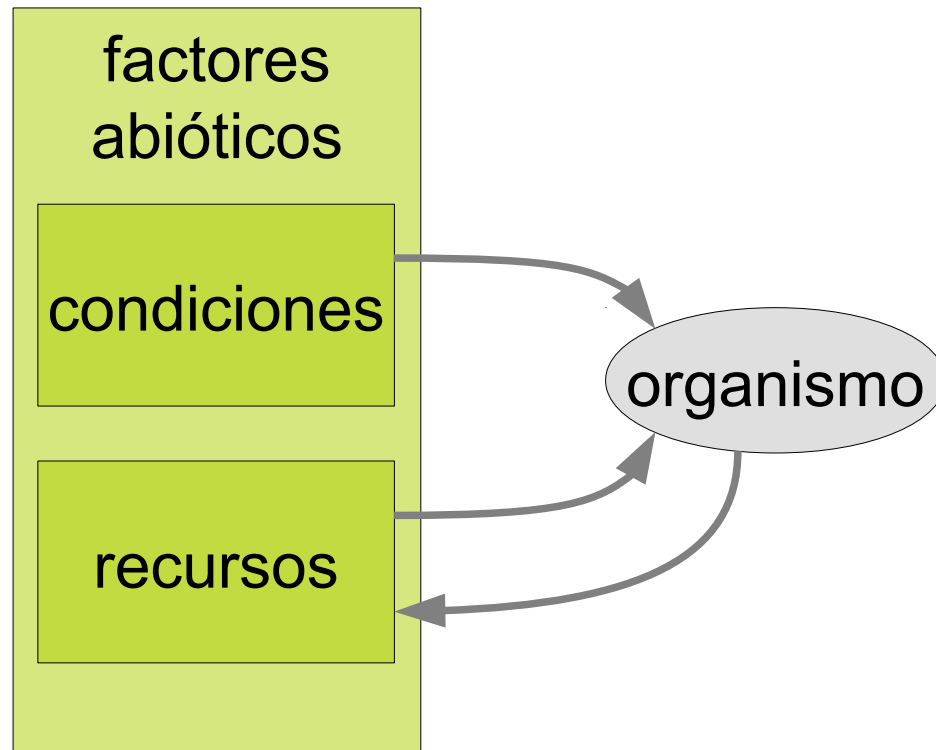 factores
abióticos
condiciones
organismo
recursos